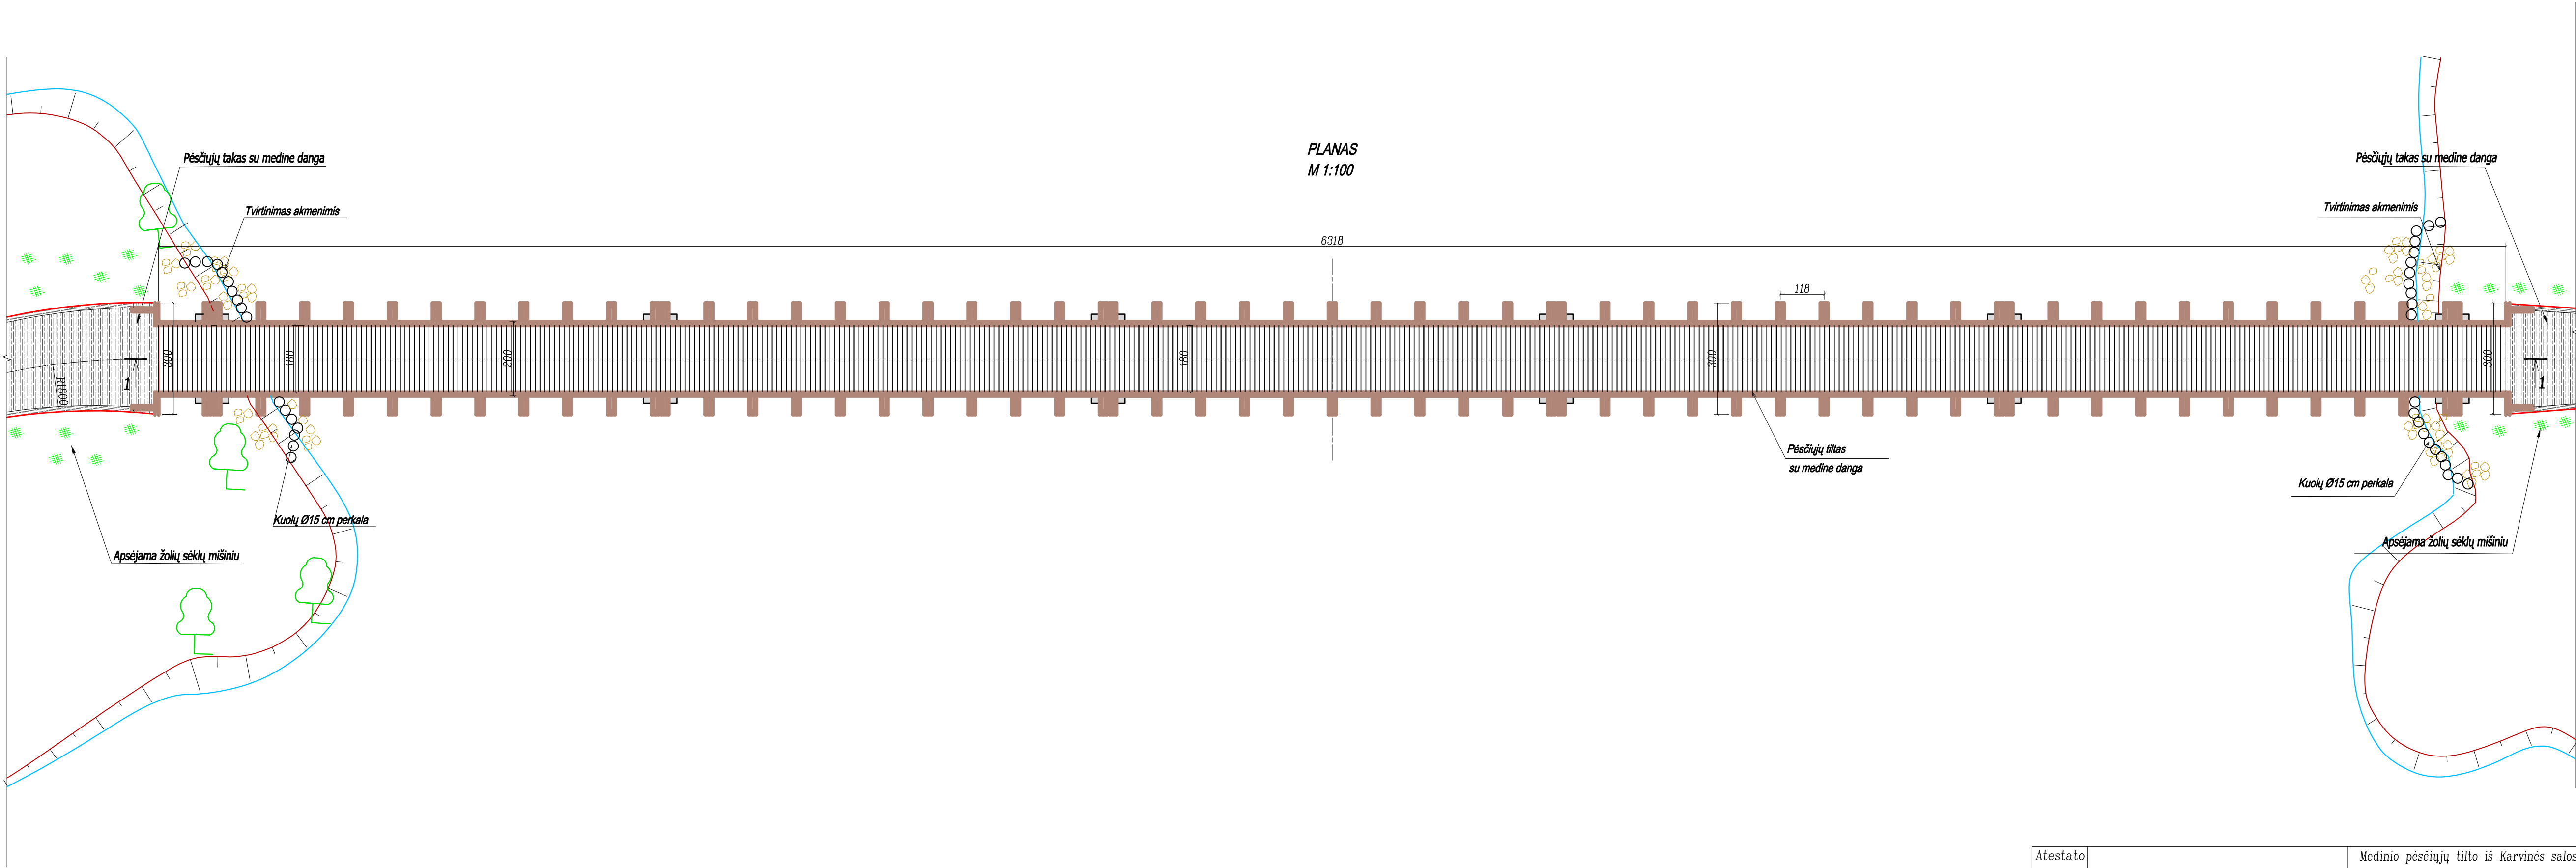 PLANAS
M 1:100
Pėsčiųjų takas su medine danga
Pėsčiųjų takas su medine danga
Tvirtinimas akmenimis
Tvirtinimas akmenimis
6318
118
300
180
200
180
300
300
R1800
1
1
Pėsčiųjų tiltas
su medine danga
Kuolų Ø15 cm perkala
Kuolų Ø15 cm perkala
Apsėjama žolių sėklų mišiniu
Apsėjama žolių sėklų mišiniu
Atestato
Medinio pėsčiųjų tilto iš Karvinės salos